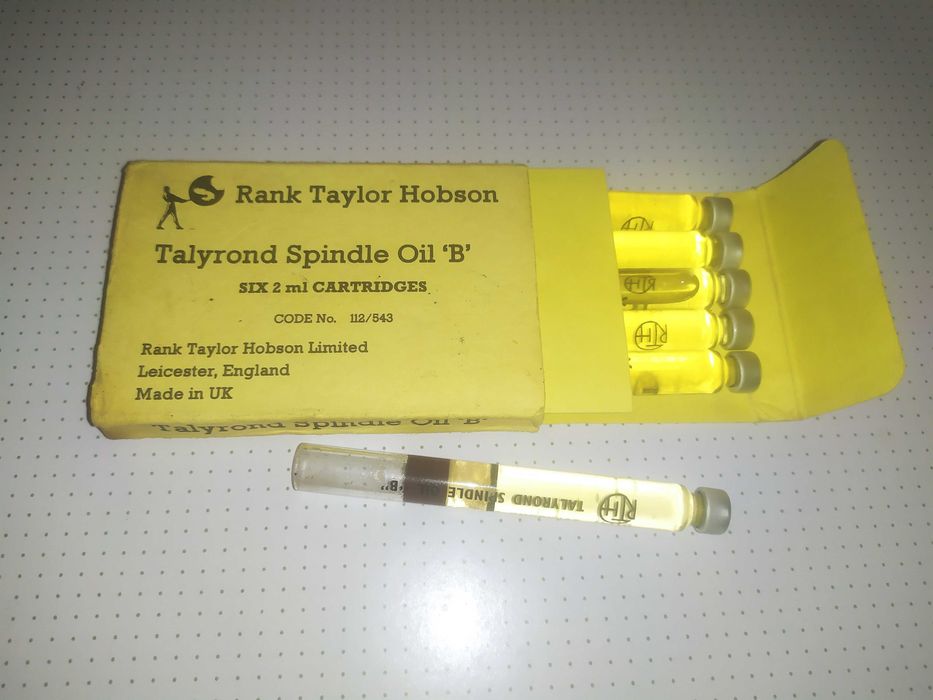 Rank Taylor Hobson
Talyrond Spindle Oil ‘B’
SIX 2 ml CARTRIDGES
CODE No. 112/543
Rank Taylor Hobson Limited
Leicester, England
Made in UK
Talyrond Spindle Oil ‘B’
RTH
RTH
RTH
RTH TALYROND SPINDLE OIL "B"